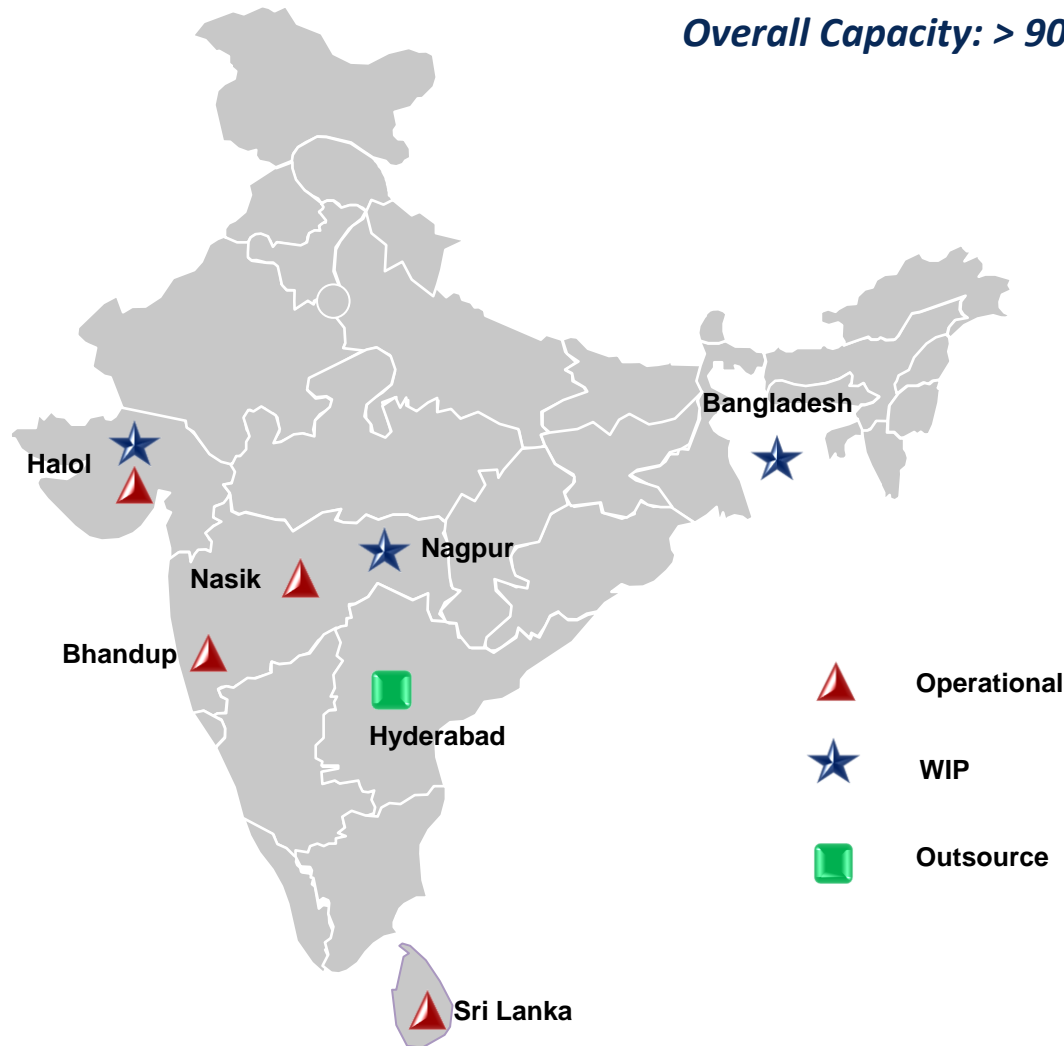 Overall Capacity: > 90
Bangladesh
Halol
Nagpur
Nasik
Bhandup
Operational
Hyderabad
WIP
Outsource
Sri Lanka